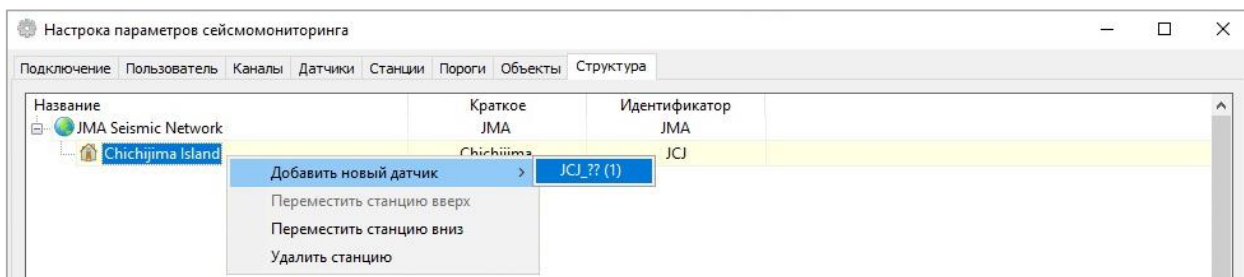 Настрока параметров сейсмомониторинга
Подключение Пользователь Каналы Датчики Станции Пороги Объекты Структура
Название Краткое Идентификатор
JMA Seismic Network JMA JMA
Chichijima Island Chichijima JCJ
Добавить новый датчик > JCJ_?? (1)
Переместить станцию вверх
Переместить станцию вниз
Удалить станцию